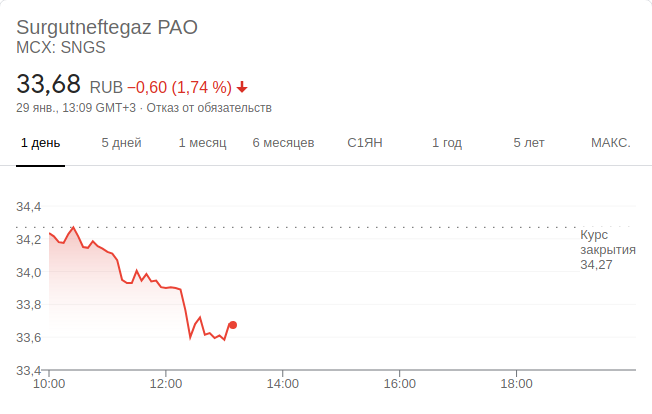 Surgutneftegaz PAO
MCX: SNGS
33,68 RUB −0,60 (1,74 %)
29 янв., 13:09 GMT+3 · Отказ от обязательств
1 день 5 дней 1 месяц 6 месяцев С1ЯН 1 год 5 лет МАКС.
34,4
34,2
34,0
33,8
33,6
33,4
Курс
закрытия
34,27
10:00 12:00 14:00 16:00 18:00